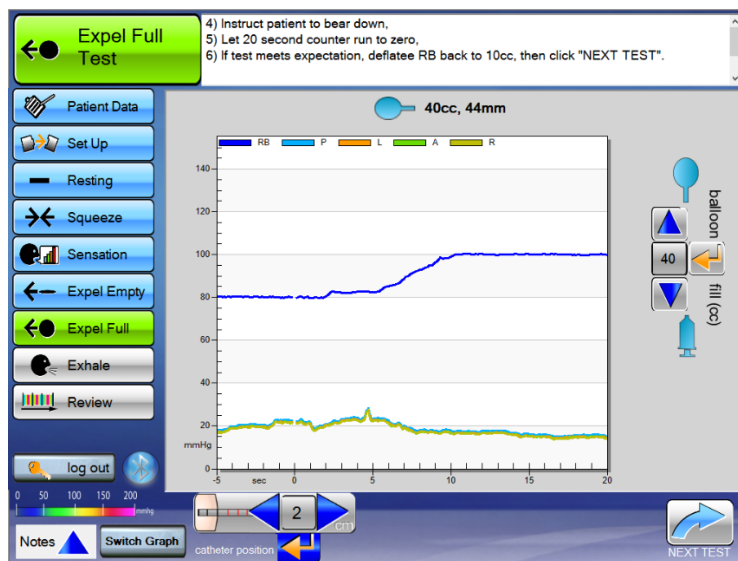 Expel Full
Test
4) Instruct patient to bear down,
5) Let 20 second counter run to zero,
6) If test meets expectation, deflatee RB back to 10cc, then click "NEXT TEST".
Patient Data
Set Up
Resting
Squeeze
Sensation
Expel Empty
Expel Full
Exhale
Review
log out
0 50 100 150 200
mmhg
Notes
Switch Graph
40cc, 44mm
RB P L A R
140
120
100
80
60
40
20
mmHg
0
-5 sec 0 5 10 15 20
balloon
40
fill (cc)
2
cm
catheter position
NEXT TEST